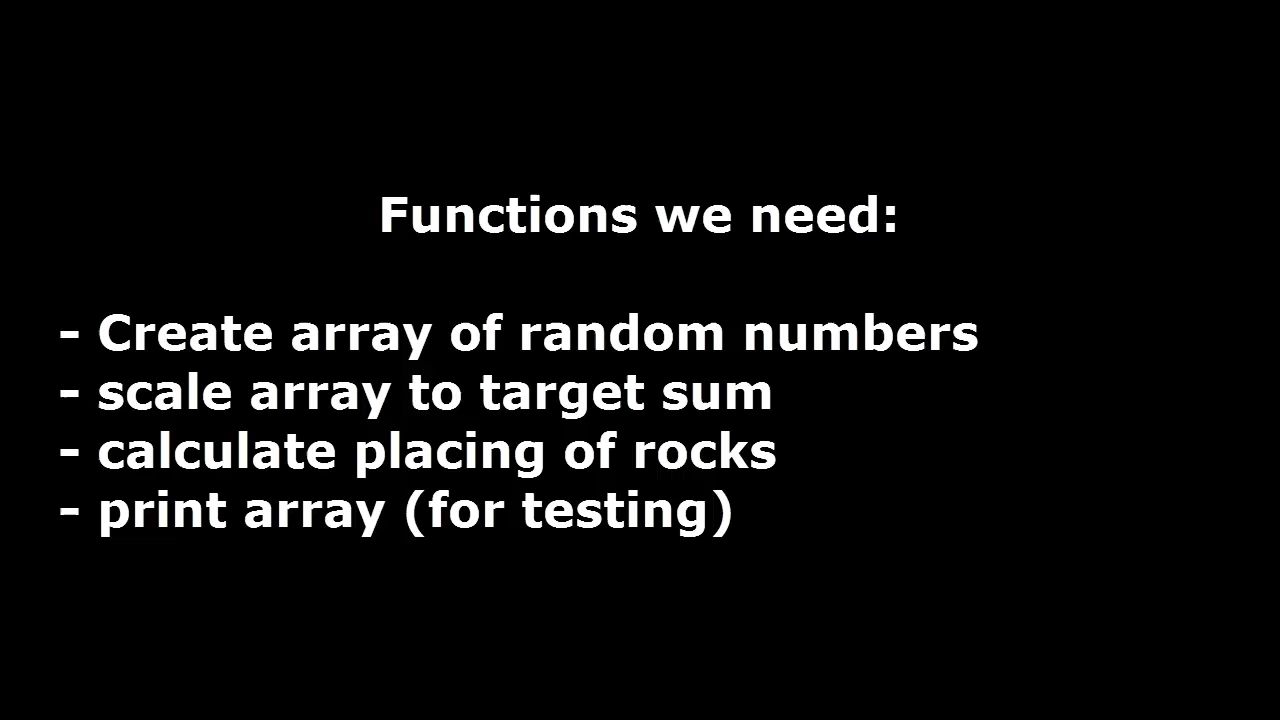 Functions we need:
- Create array of random numbers
- scale array to target sum
- calculate placing of rocks
- print array (for testing)